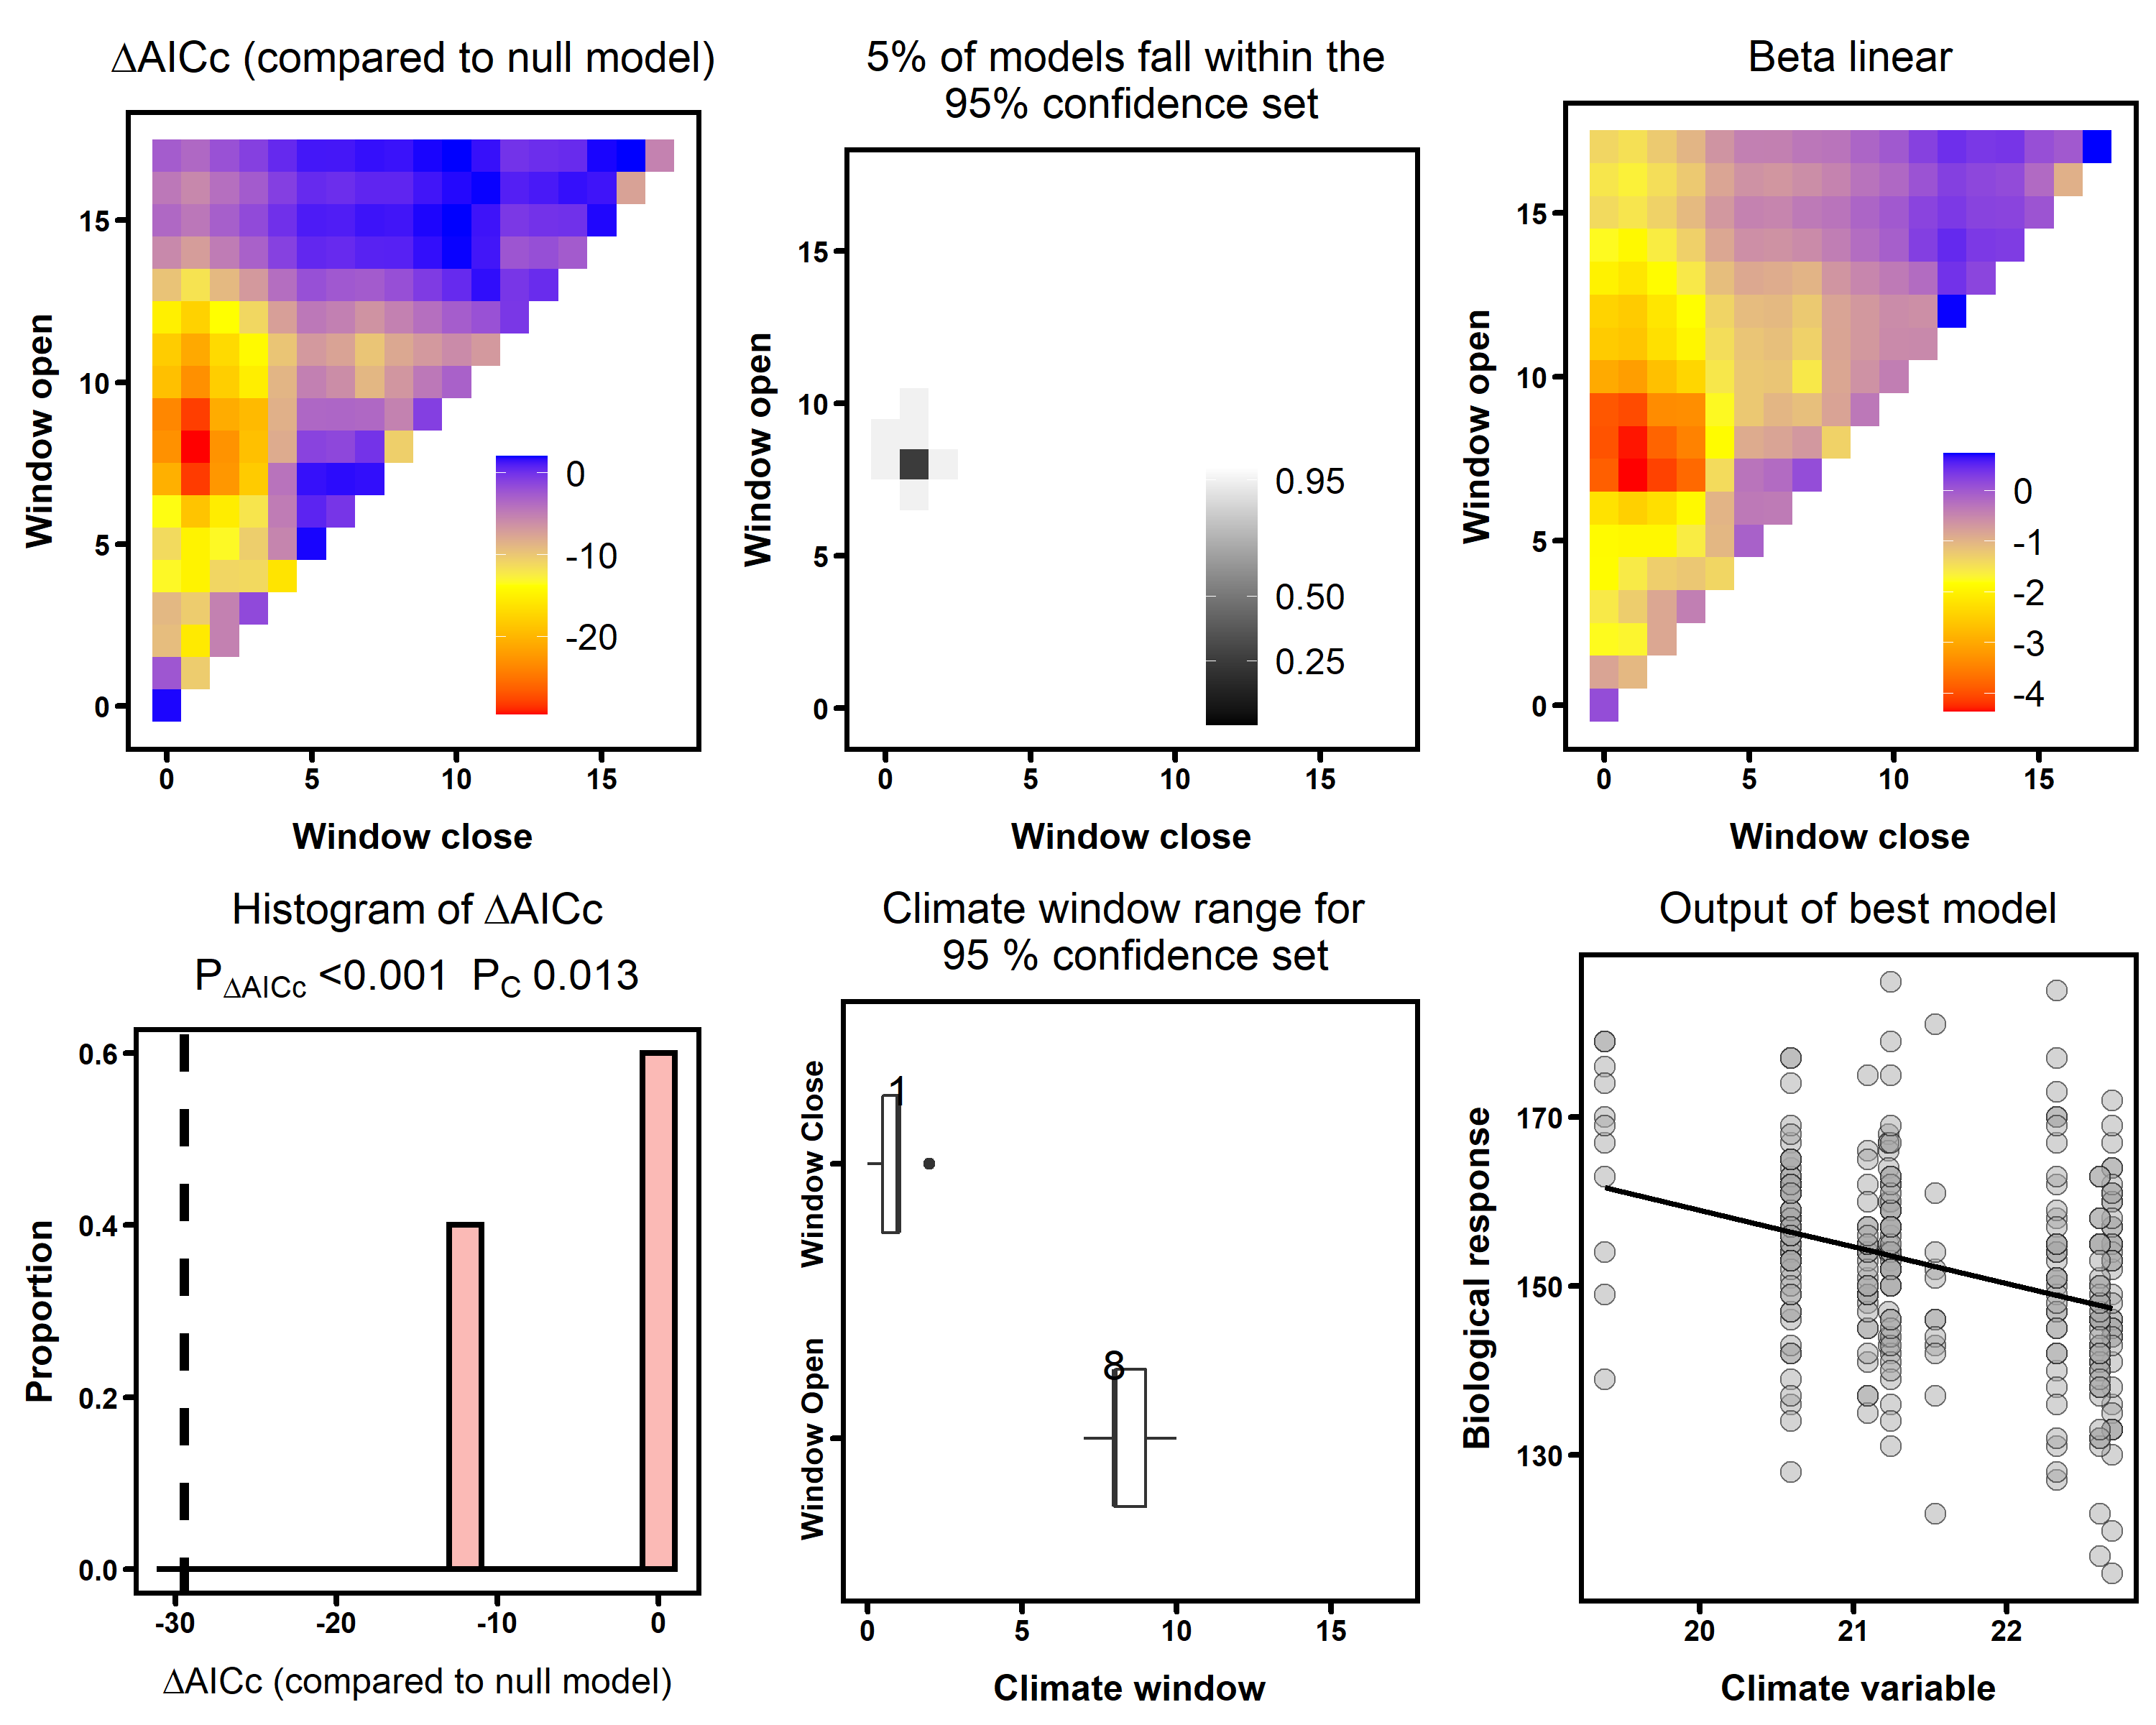 ΔAICc (compared to null model)
Window open
15
10
5
0
0
-10
-20
0
5
10
15
Window close
5% of models fall within the
95% confidence set
Window open
15
10
5
0
0.95
0.50
0.25
0
5
10
15
Window close
Beta linear
Window open
15
10
5
0
0
-1
-2
-3
-4
0
5
10
15
Window close
Histogram of ΔAICc
PΔAICc <0.001 PC 0.013
Proportion
0.6
0.4
0.2
0.0
-30
-20
-10
0
ΔAICc (compared to null model)
Climate window range for
95 % confidence set
Window Close
1
Window Open
8
0
5
10
15
Climate window
Output of best model
Biological response
170
150
130
20
21
22
Climate variable